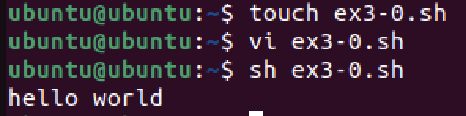 ubuntu@ubuntu:~$ touch ex3-0.sh
ubuntu@ubuntu:~$ vi ex3-0.sh
ubuntu@ubuntu:~$ sh ex3-0.sh
hello world